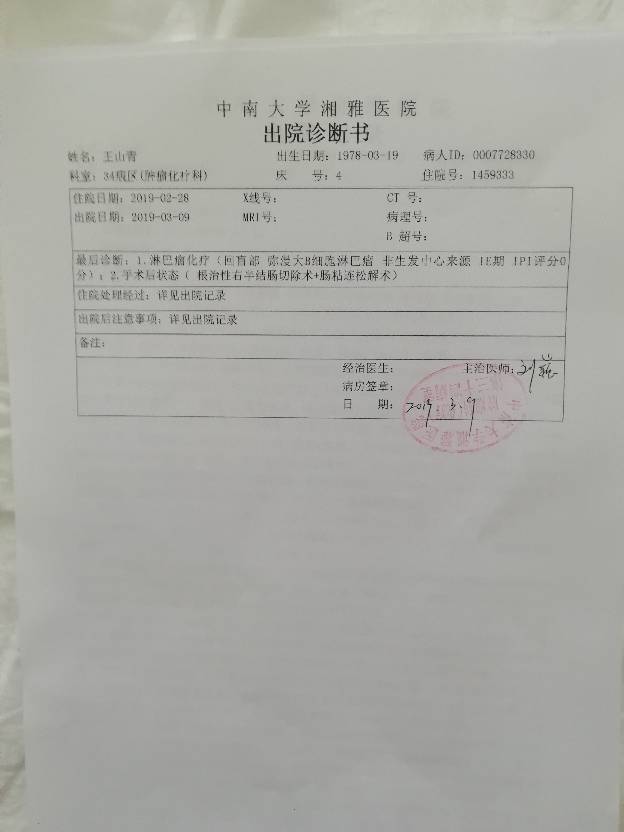 中南大学湘雅医院
出院诊断书
姓名：王山青 出生日期：1978-03-19 病人ID：0007728330
科室：34病区(肿瘤化疗科) 床 号：4 住院号：1459333
住院日期：2019-02-28 X线号： CT 号：
出院日期：2019-03-09 MRI号： 病理号：
B 超号：
最后诊断：1.淋巴瘤化疗（回盲部 弥漫大B细胞淋巴瘤 非生发中心来源 IE期 IPI评分0
分）；2.手术后状态（ 根治性右半结肠切除术+肠粘连松解术）
住院处理经过：详见出院记录
出院后注意事项：详见出院记录
备注：
经治医生： 主治医师：
病房签章：
日 期：2019 3.9